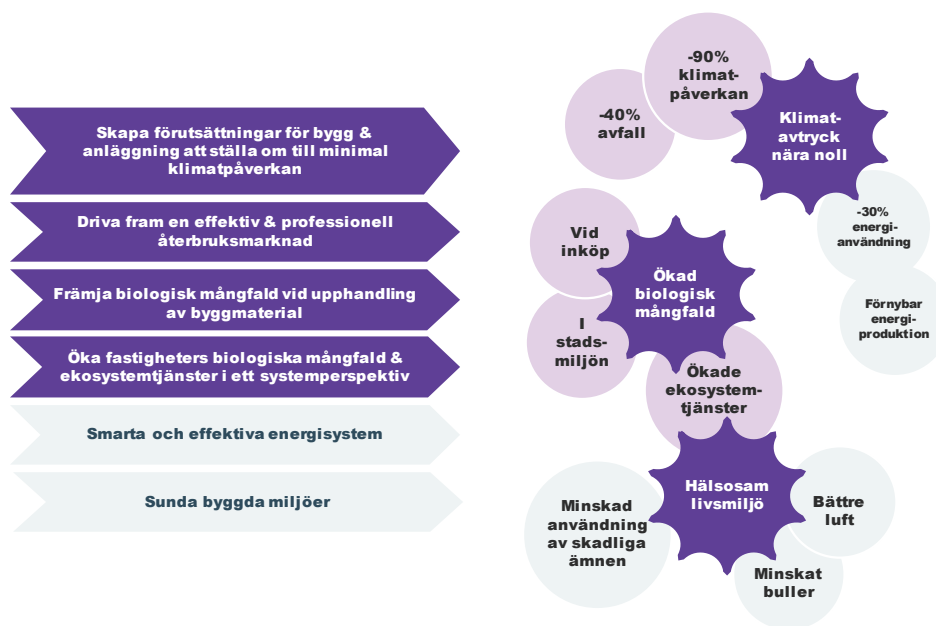 Skapa förutsättningar för bygg &
anläggning att ställa om till minimal
klimatpåverkan
Driva fram en effektiv & professionell
återbruksmarknad
Främja biologisk mångfald vid upphandling
av byggmaterial
Öka fastigheters biologiska mångfald &
ekosystemtjänster i ett systemperspektiv
Smarta och effektiva energisystem
Sunda byggda miljöer
-90%
klimat-
påverkan
-40%
avfall
Klimat-
avtryck
nära noll
-30%
energi-
användning
Förnybar
energi-
produktion
Vid
inköp
Ökad
biologisk
mångfald
I
stads-
miljön
Ökade
ekosystem-
tjänster
Hälsosam
livsmiljö
Minskad
användning
av skadliga
ämnen
Bättre
luft
Minskat
buller